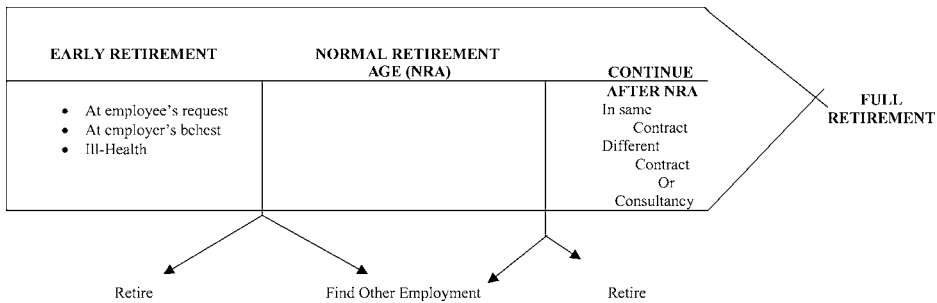 EARLY RETIREMENT
NORMAL RETIREMENT
AGE (NRA)
CONTINUE
AFTER NRA
FULL
RETIREMENT
• At employee's request
• At employer's behest
• Ill-Health
In same
Contract
Different
Contract
Or
Consultancy
Retire
Find Other Employment
Retire